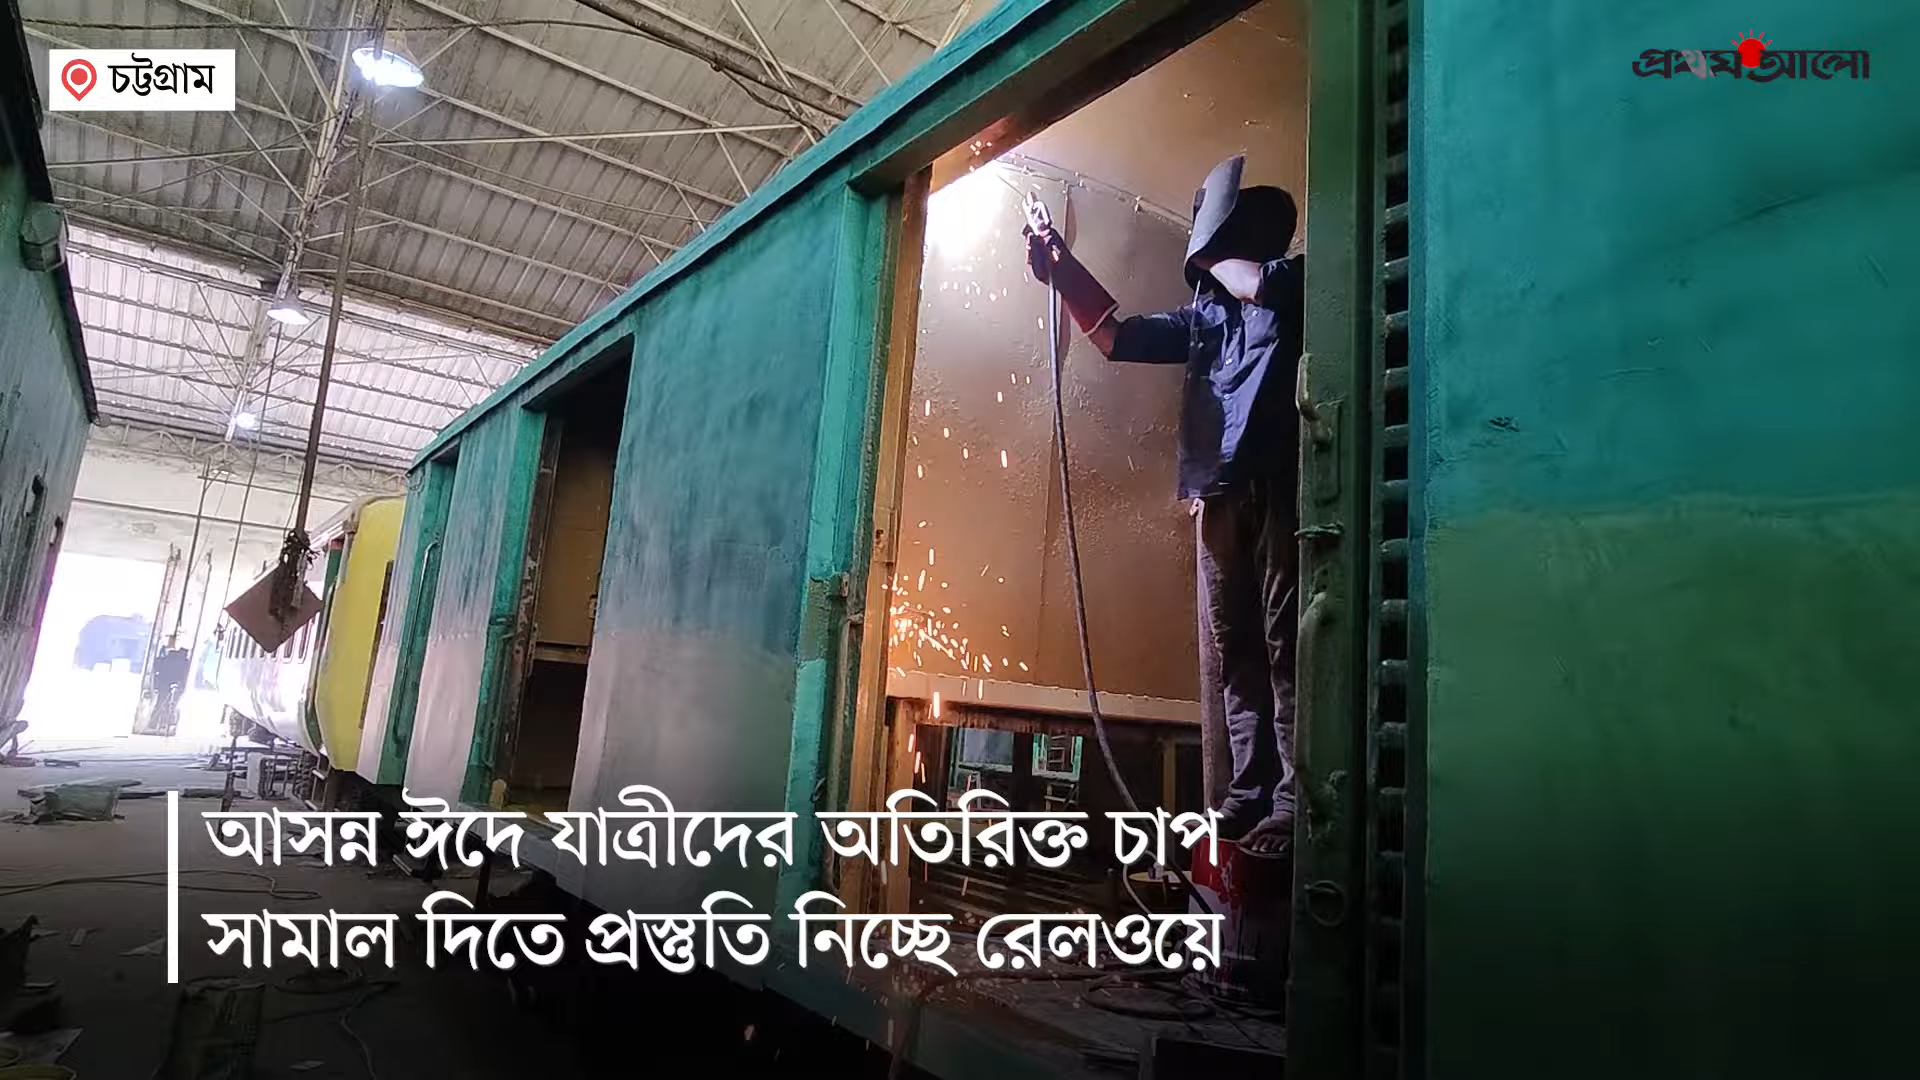 চট্টগ্রাম
প্রথম আলো
আসন্ন ঈদে যাত্রীদের অতিরিক্ত চাপ
সামাল দিতে প্রস্তুতি নিচ্ছে রেলওয়ে